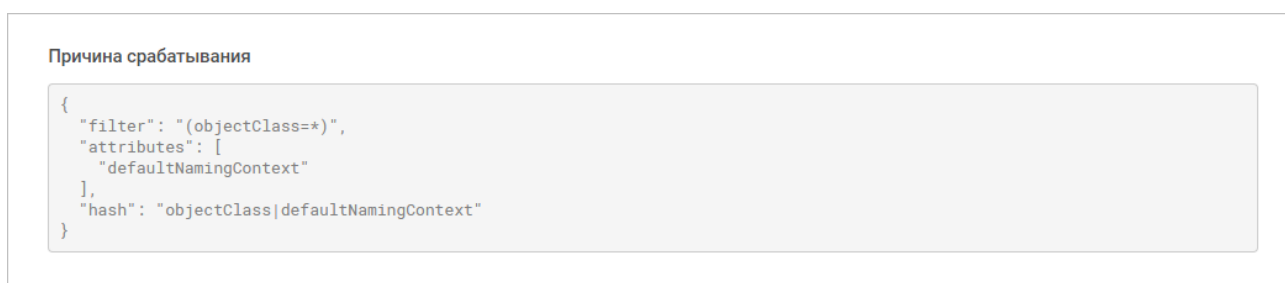 Причина срабатывания
{
  "filter": "(objectClass=*)",
  "attributes": [
    "defaultNamingContext"
  ],
  "hash": "objectClass|defaultNamingContext"
}